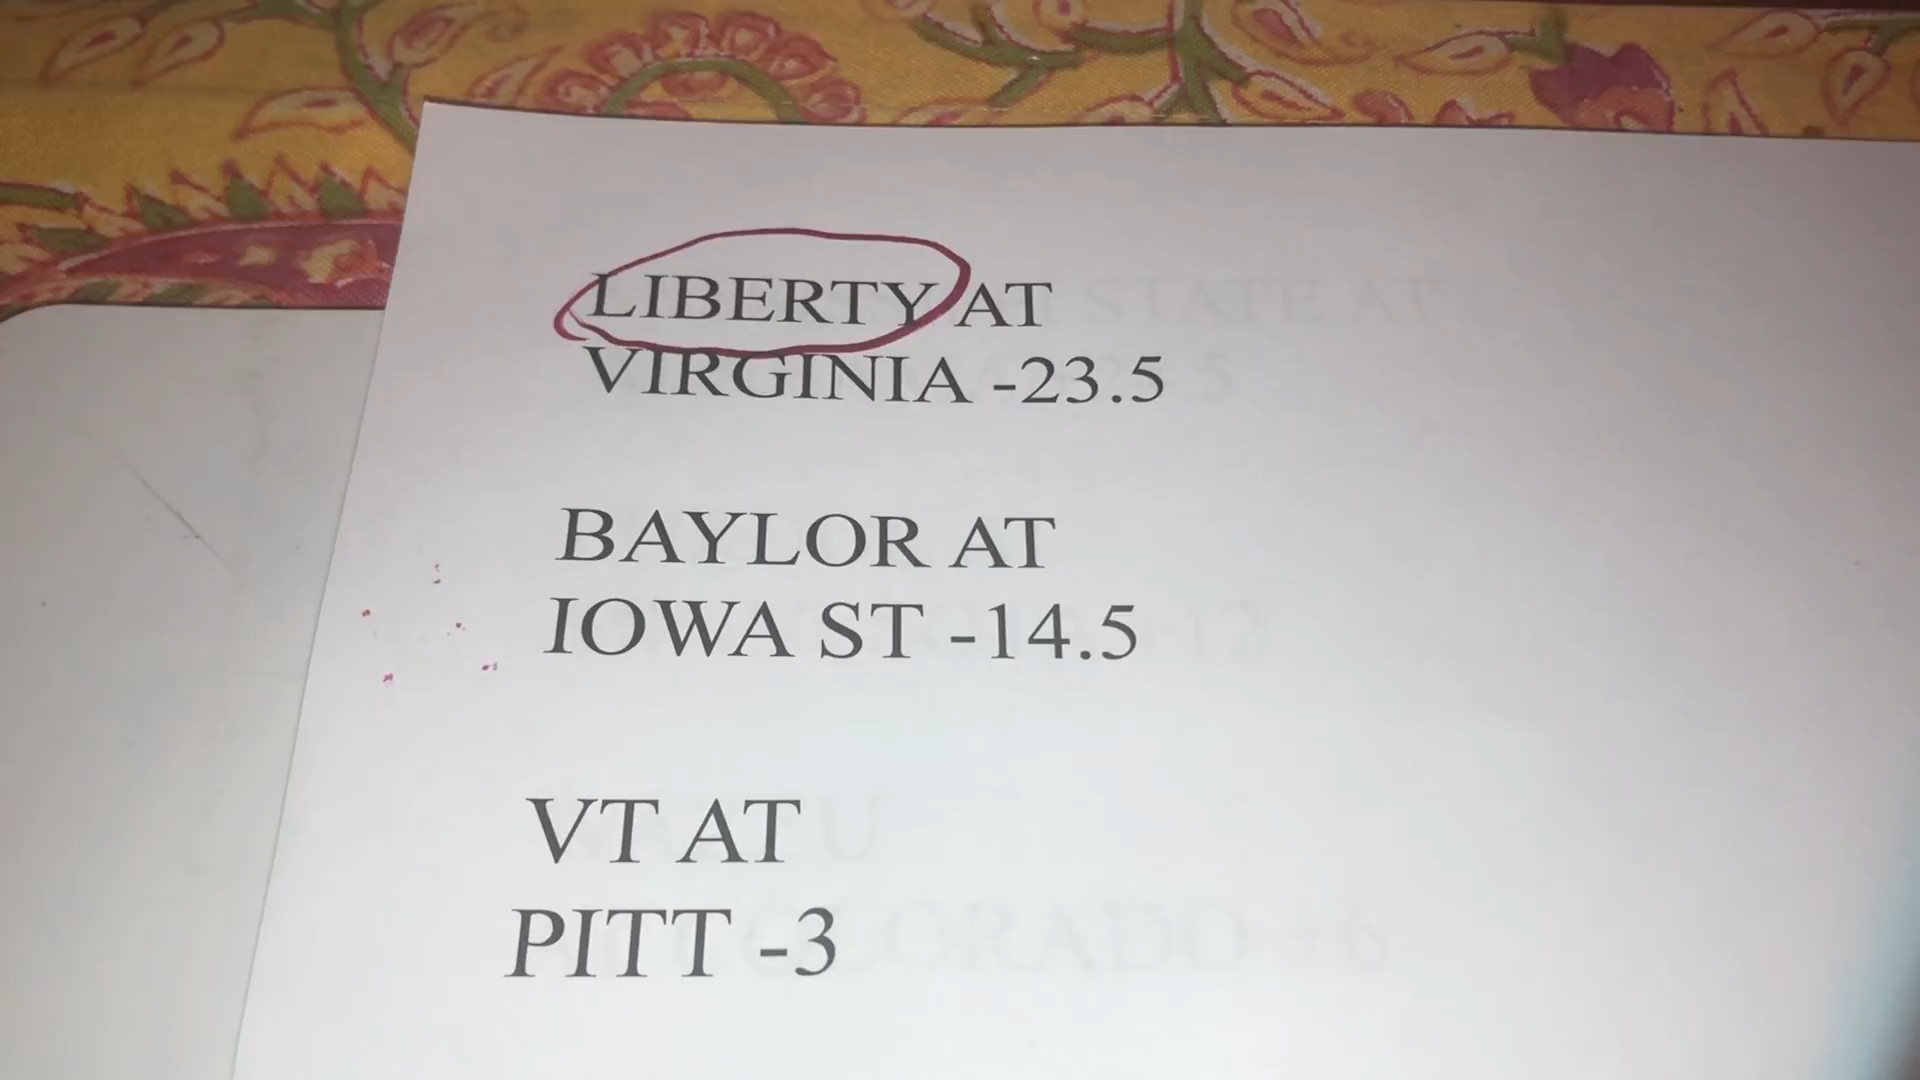 LIBERTY AT
VIRGINIA -23.5
BAYLOR AT
IOWA ST -14.5
VT AT
PITT -3